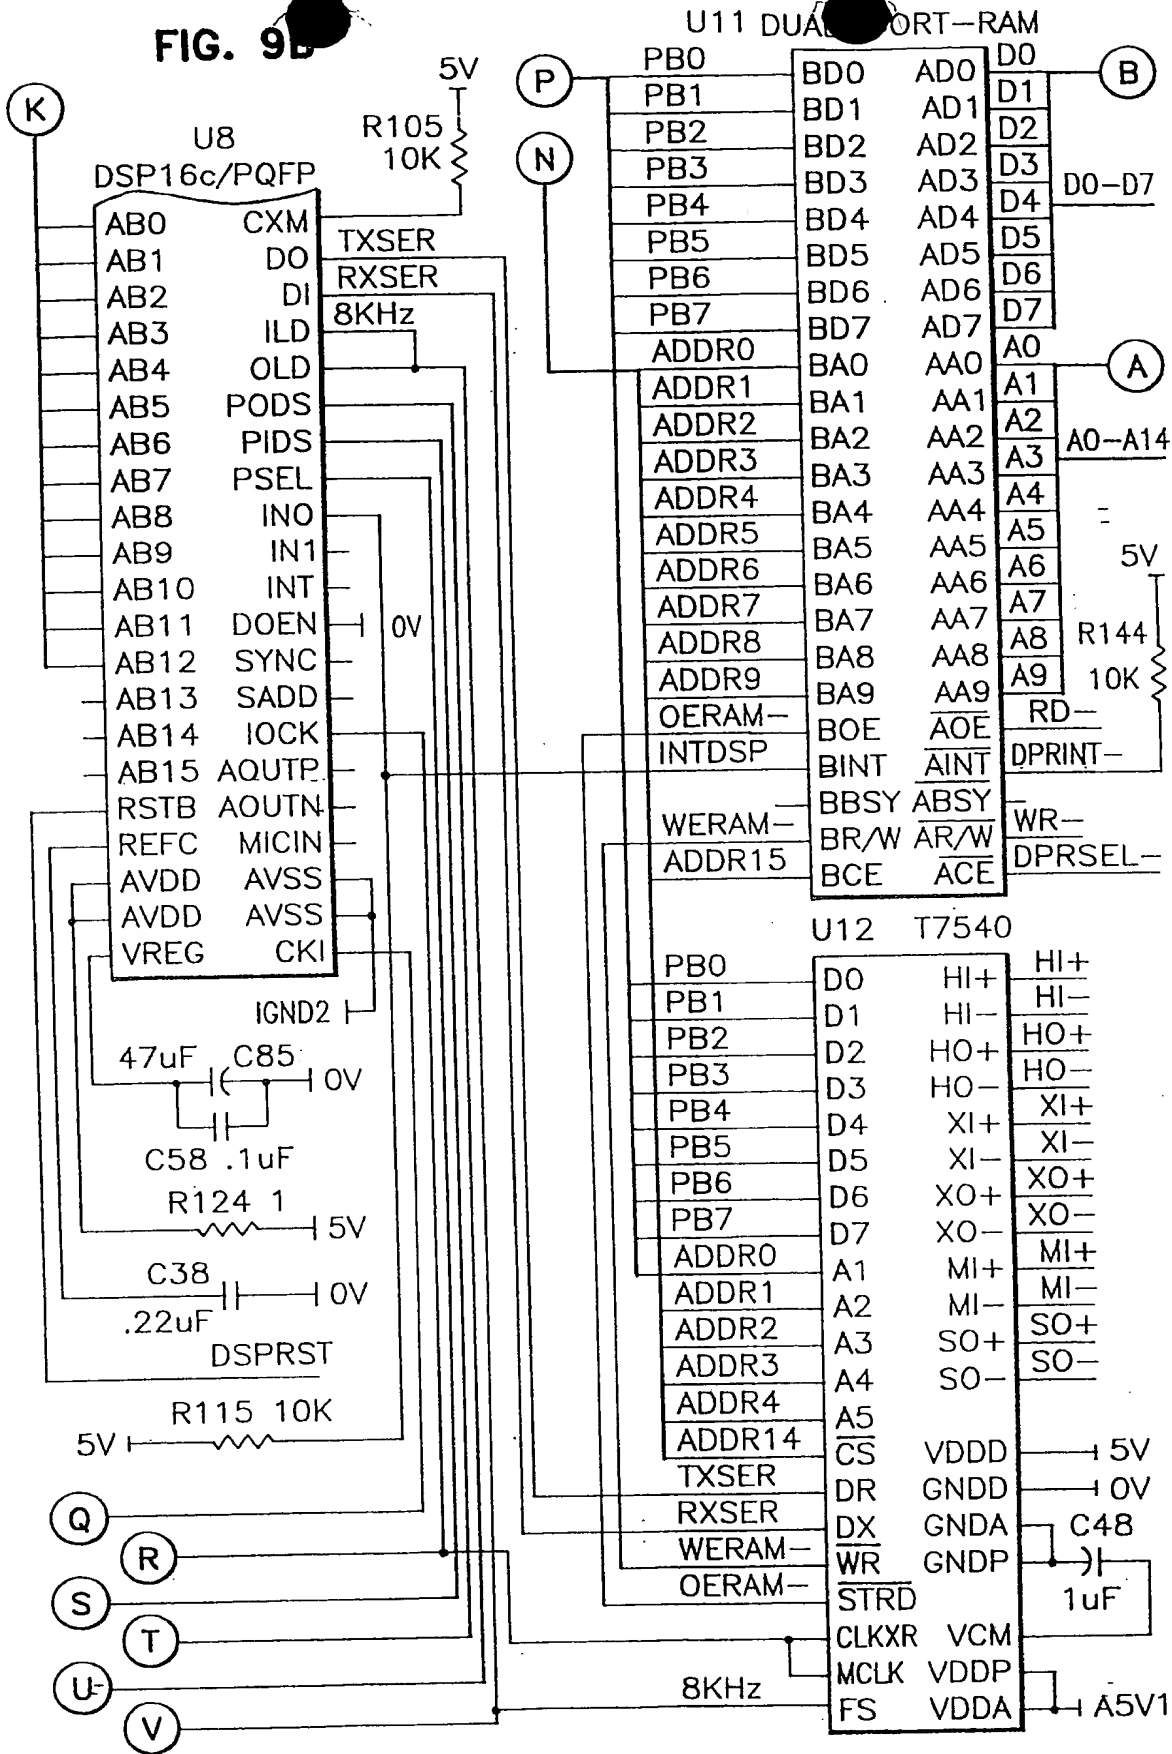 FIG. 9
K
U8
DSP16c/PQFP
5V
R105
10K
AB0 CXM
AB1 DO TXSER
AB2 DI RXSER
AB3 ILD 8KHz
AB4 OLD
AB5 PODS
AB6 PIDS
AB7 PSEL
AB8 INO
AB9 IN1
AB10 INT
AB11 DOEN 0V
AB12 SYNC
AB13 SADD
AB14 IOCK
AB15 AQUTP
RSTB AOUTN
REFC MICIN
AVDD AVSS
AVDD AVSS
VREG CKI
IGND2
47uF C85 0V
C58 .1uF
R124 1
5V
C38
.22uF
0V
DSPRST
R115 10K
5V
Q
R
S
T
U-
V
P
N
U11 DUAL PORT-RAM
PB0 BD0 AD0 D0 B
PB1 BD1 AD1 D1
PB2 BD2 AD2 D2
PB3 BD3 AD3 D3
PB4 BD4 AD4 D4 D0-D7
PB5 BD5 AD5 D5
PB6 BD6 AD6 D6
PB7 BD7 AD7 D7
ADDR0 BA0 AA0 A0 A
ADDR1 BA1 AA1 A1
ADDR2 BA2 AA2 A2
ADDR3 BA3 AA3 A3 A0-A14
ADDR4 BA4 AA4 A4
ADDR5 BA5 AA5 A5
ADDR6 BA6 AA6 A6
ADDR7 BA7 AA7 A7
ADDR8 BA8 AA8 A8
ADDR9 BA9 AA9 A9
5V
R144
10K
OERAM- BOE AOE RD-
INTDSP BINT AINT DPRINT-
BBSY ABSY
WERAM- BR/W AR/W WR-
ADDR15 BCE ACE DPRSEL-
U12 T7540
PB0 D0 HI+ HI+
PB1 D1 HI- HI-
PB2 D2 HO+ HO+
PB3 D3 HO- HO-
PB4 D4 XI+ XI+
PB5 D5 XI- XI-
PB6 D6 XO+ XO+
PB7 D7 XO- XO-
ADDR0 A1 MI+ MI+
ADDR1 A2 MI- MI-
ADDR2 A3 SO+ SO+
ADDR3 A4 SO- SO-
ADDR4 A5
ADDR14 CS VDDD 5V
TXSER DR GNDD 0V
RXSER DX GNDA C48
WERAM- WR GNDP
OERAM- STRD 1uF
CLKXR VCM
MCLK VDDP
8KHz FS VDDA A5V1